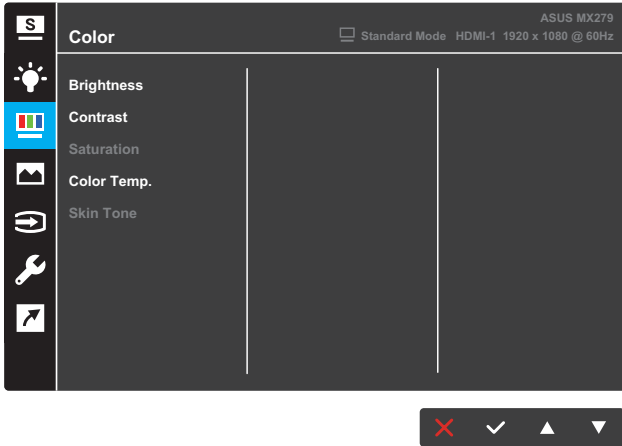 S
ASUS MX279
Color
Standard Mode HDMI-1 1920 x 1080 @ 60Hz
Brightness
Contrast
Saturation
Color Temp.
Skin Tone